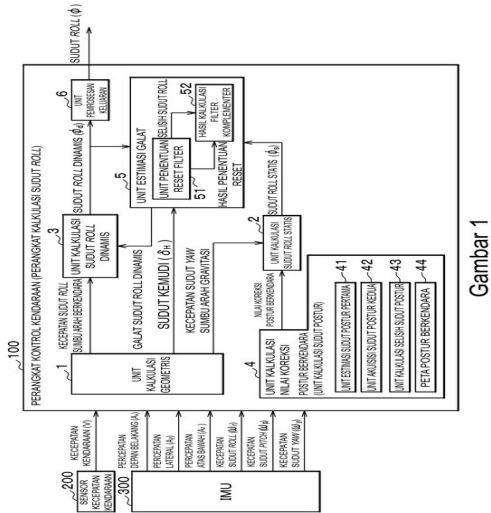 100
PERANGKAT KONTROL KENDARAAN (PERANGKAT KALKULASI SUDUT ROLL)
200
SENSOR
KECEPATAN
KENDARAAN
KECEPATAN
KENDARAAN (V)
300
IMU
PERCEPATAN
DEPAN BELAKANG (Aₓ)
PERCEPATAN
LATERAL (Aᵧ)
PERCEPATAN
ATAS BAWAH (A_z)
KECEPATAN
SUDUT ROLL (ωₓ)
KECEPATAN
SUDUT PITCH (ωᵧ)
KECEPATAN
SUDUT YAW (ω_z)
1
UNIT
KALKULASI
GEOMETRIS
KECEPATAN SUDUT ROLL
SUMBU ARAH BERKENDARA
GALAT SUDUT ROLL DINAMIS
SUDUT KEMUDI (δ_H)
KECEPATAN SUDUT YAW
SUMBU ARAH GRAVITASI
3
UNIT KALKULASI
SUDUT ROLL
DINAMIS
SUDUT ROLL DINAMIS (ϕ_d)
6
UNIT
PEMROSESAN
KELUARAN
SUDUT ROLL (ϕ)
5
UNIT ESTIMASI GALAT
UNIT PENENTUAN
RESET FILTER
51
SELISIH SUDUT ROLL
52
HASIL KALKULASI
FILTER
KOMPLEMENTER
HASIL PENENTUAN
RESET
2
UNIT KALKULASI
SUDUT ROLL STATIS
SUDUT ROLL STATIS (ϕ_s)
NILAI KOREKSI
POSTUR BERKENDARA
4
UNIT KALKULASI
NILAI KOREKSI
POSTUR BERKENDARA
(UNIT KALKULASI SUDUT POSTUR)
UNIT ESTIMASI SUDUT POSTUR PERTAMA
41
UNIT AKUISISI SUDUT POSTUR KEDUA
42
UNIT KALKULASI SELISIH SUDUT POSTUR
43
PETA POSTUR BERKENDARA
44
Gambar 1